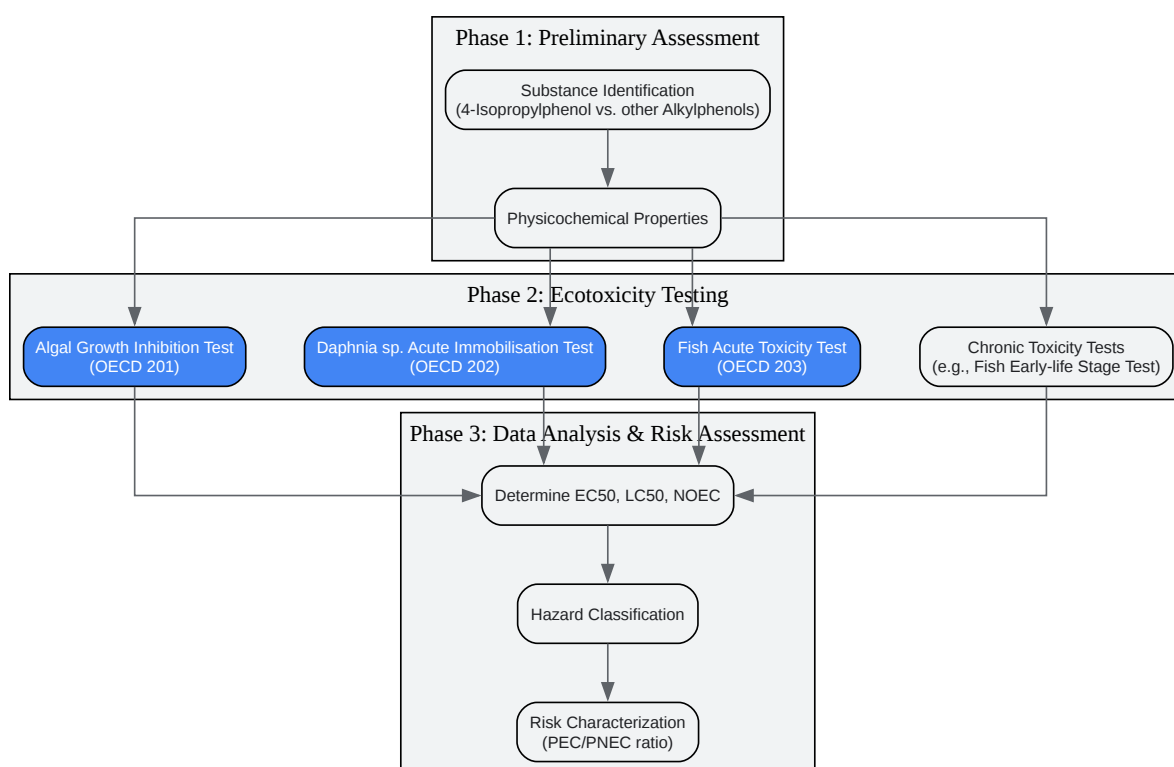 Phase 1: Preliminary Assessment
Substance Identification
(4-Isopropylphenol vs. other Alkylphenols)
Physicochemical Properties
Phase 2: Ecotoxicity Testing
Algal Growth Inhibition Test
(OECD 201)
Daphnia sp. Acute Immobilisation Test
(OECD 202)
Fish Acute Toxicity Test
(OECD 203)
Chronic Toxicity Tests
(e.g., Fish Early-life Stage Test)
Phase 3: Data Analysis & Risk Assessment
Determine EC50, LC50, NOEC
Hazard Classification
Risk Characterization
(PEC/PNEC ratio)